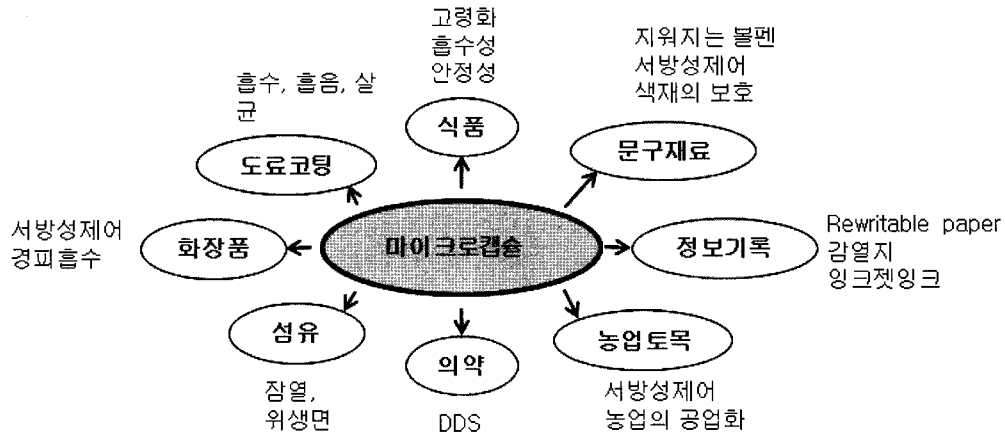 고령화
흡수성
안정성
지워지는 볼펜
서방성제어
색재의 보호
흡수, 흡음, 살
균
식품
문구재료
도료코팅
서방성제어
경피흡수
화장품
마이크로캡슐
정보기록
Rewritable paper
감열지
잉크젯잉크
섬유
의약
농업토목
잠열,
위생면
DDS
서방성제어
농업의 공업화